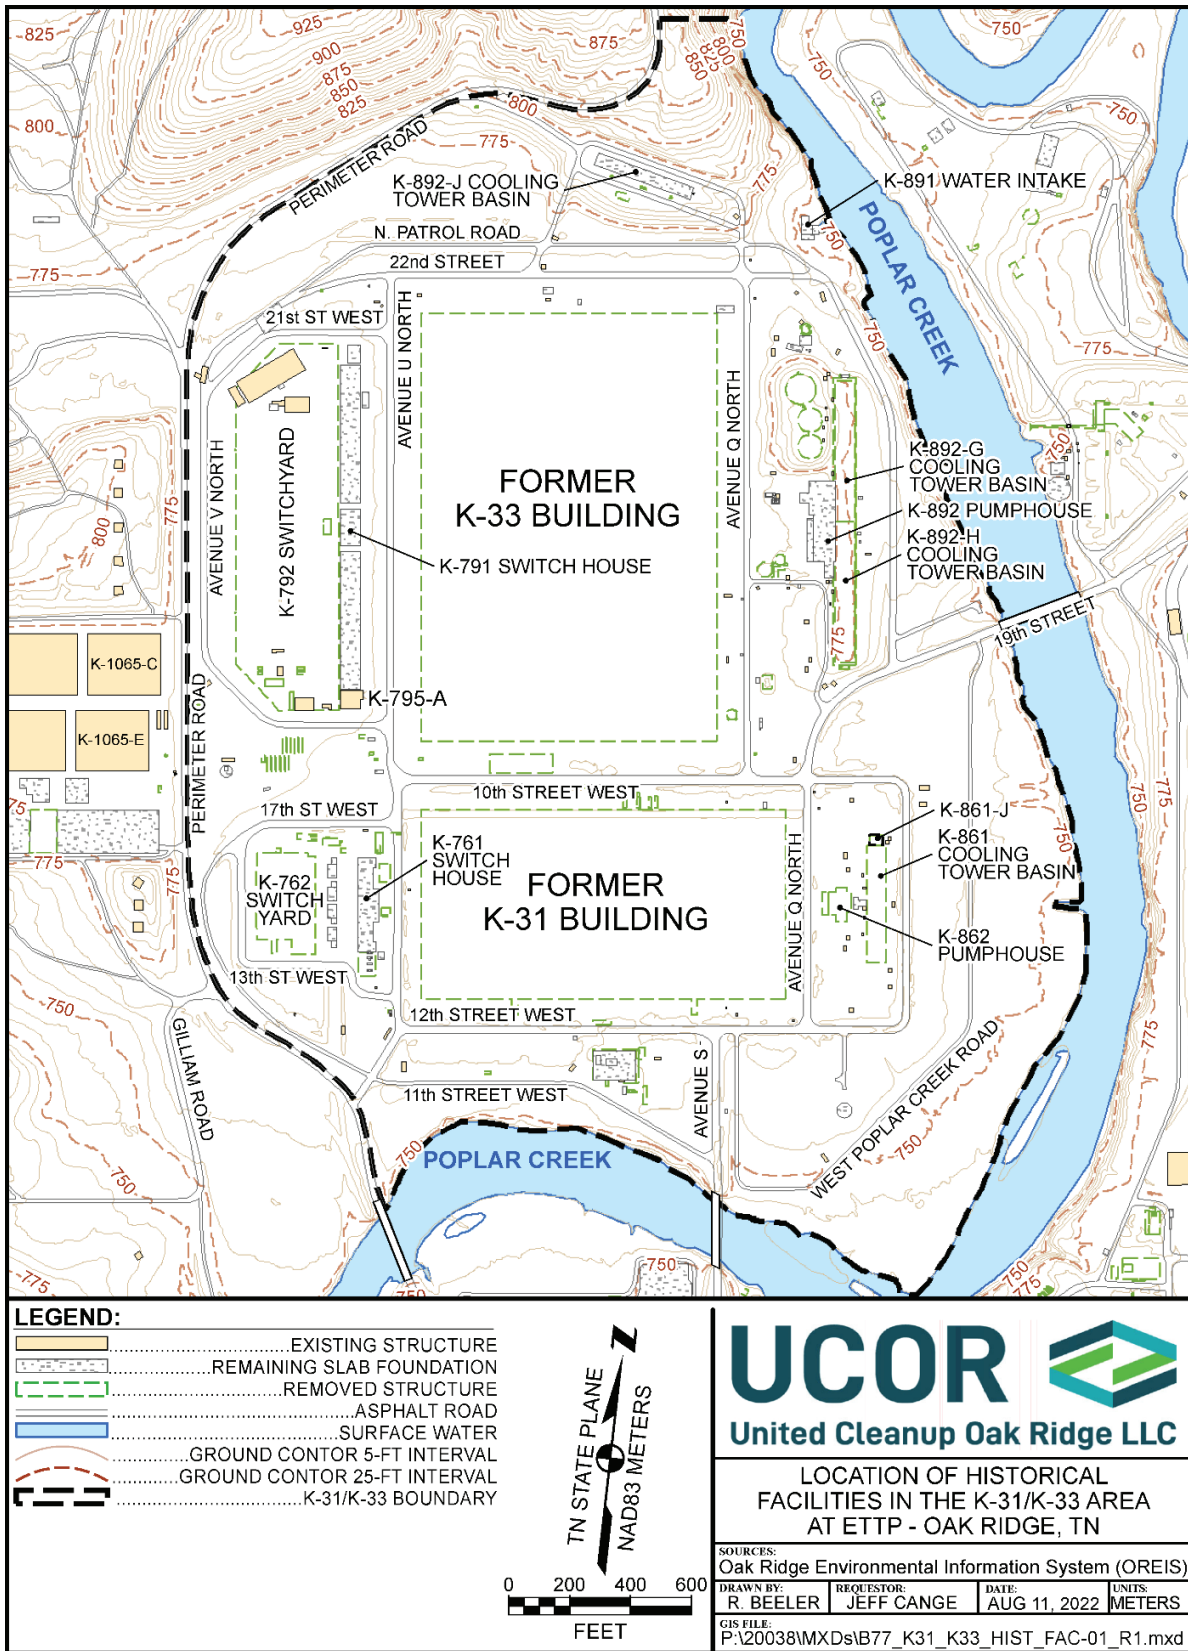 825
925
900
875
850
825
875
750
800
825
850
750
750
750
800
800
775
775
775
PERIMETER ROAD
K-892-J COOLING
TOWER BASIN
K-891 WATER INTAKE
N. PATROL ROAD
22nd STREET
750
POPLAR CREEK
775
21st ST WEST
AVENUE U NORTH
750
775
AVENUE Q NORTH
AVENUE V NORTH
K-792 SWITCHYARD
FORMER
K-33 BUILDING
K-892-G
COOLING
TOWER BASIN
K-892 PUMPHOUSE
K-892-H
COOLING
TOWER BASIN
750
775
800
K-791 SWITCH HOUSE
19th STREET
775
K-1065-C
K-1065-E
PERIMETER ROAD
K-795-A
10th STREET WEST
17th ST WEST
75
775
775
K-761
SWITCH
HOUSE
K-762
SWITCH
YARD
FORMER
K-31 BUILDING
AVENUE Q NORTH
K-861-J
K-861
COOLING
TOWER BASIN
K-862
PUMPHOUSE
750
750
775
13th ST WEST
12th STREET WEST
750
GILLIAM ROAD
11th STREET WEST
AVENUE S
WEST POPLAR CREEK ROAD
750
775
750
750
POPLAR CREEK
775
750
750
750
775
LEGEND:
EXISTING STRUCTURE
REMAINING SLAB FOUNDATION
REMOVED STRUCTURE
ASPHALT ROAD
SURFACE WATER
GROUND CONTOR 5-FT INTERVAL
GROUND CONTOR 25-FT INTERVAL
K-31/K-33 BOUNDARY
TN STATE PLANE
NAD83 METERS
Z
0 200 400 600
FEET
UCOR
United Cleanup Oak Ridge LLC
LOCATION OF HISTORICAL
FACILITIES IN THE K-31/K-33 AREA
AT ETTP - OAK RIDGE, TN
SOURCES:
Oak Ridge Environmental Information System (OREIS)
DRAWN BY: REQUESTOR: DATE: UNITS:
R. BEELER JEFF CANGE AUG 11, 2022 METERS
GIS FILE:
P:\20038\MXDs\B77_K31_K33_HIST_FAC-01_R1.mxd